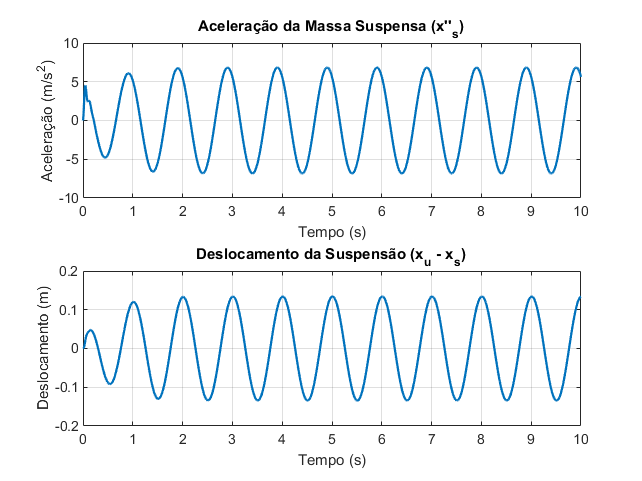 Aceleração da Massa Suspensa (x''s)
10
5
0
-5
-10
Aceleração (m/s²)
0 1 2 3 4 5 6 7 8 9 10
Tempo (s)
Deslocamento da Suspensão (xu - xs)
0.2
0.1
0
-0.1
-0.2
Deslocamento (m)
0 1 2 3 4 5 6 7 8 9 10
Tempo (s)